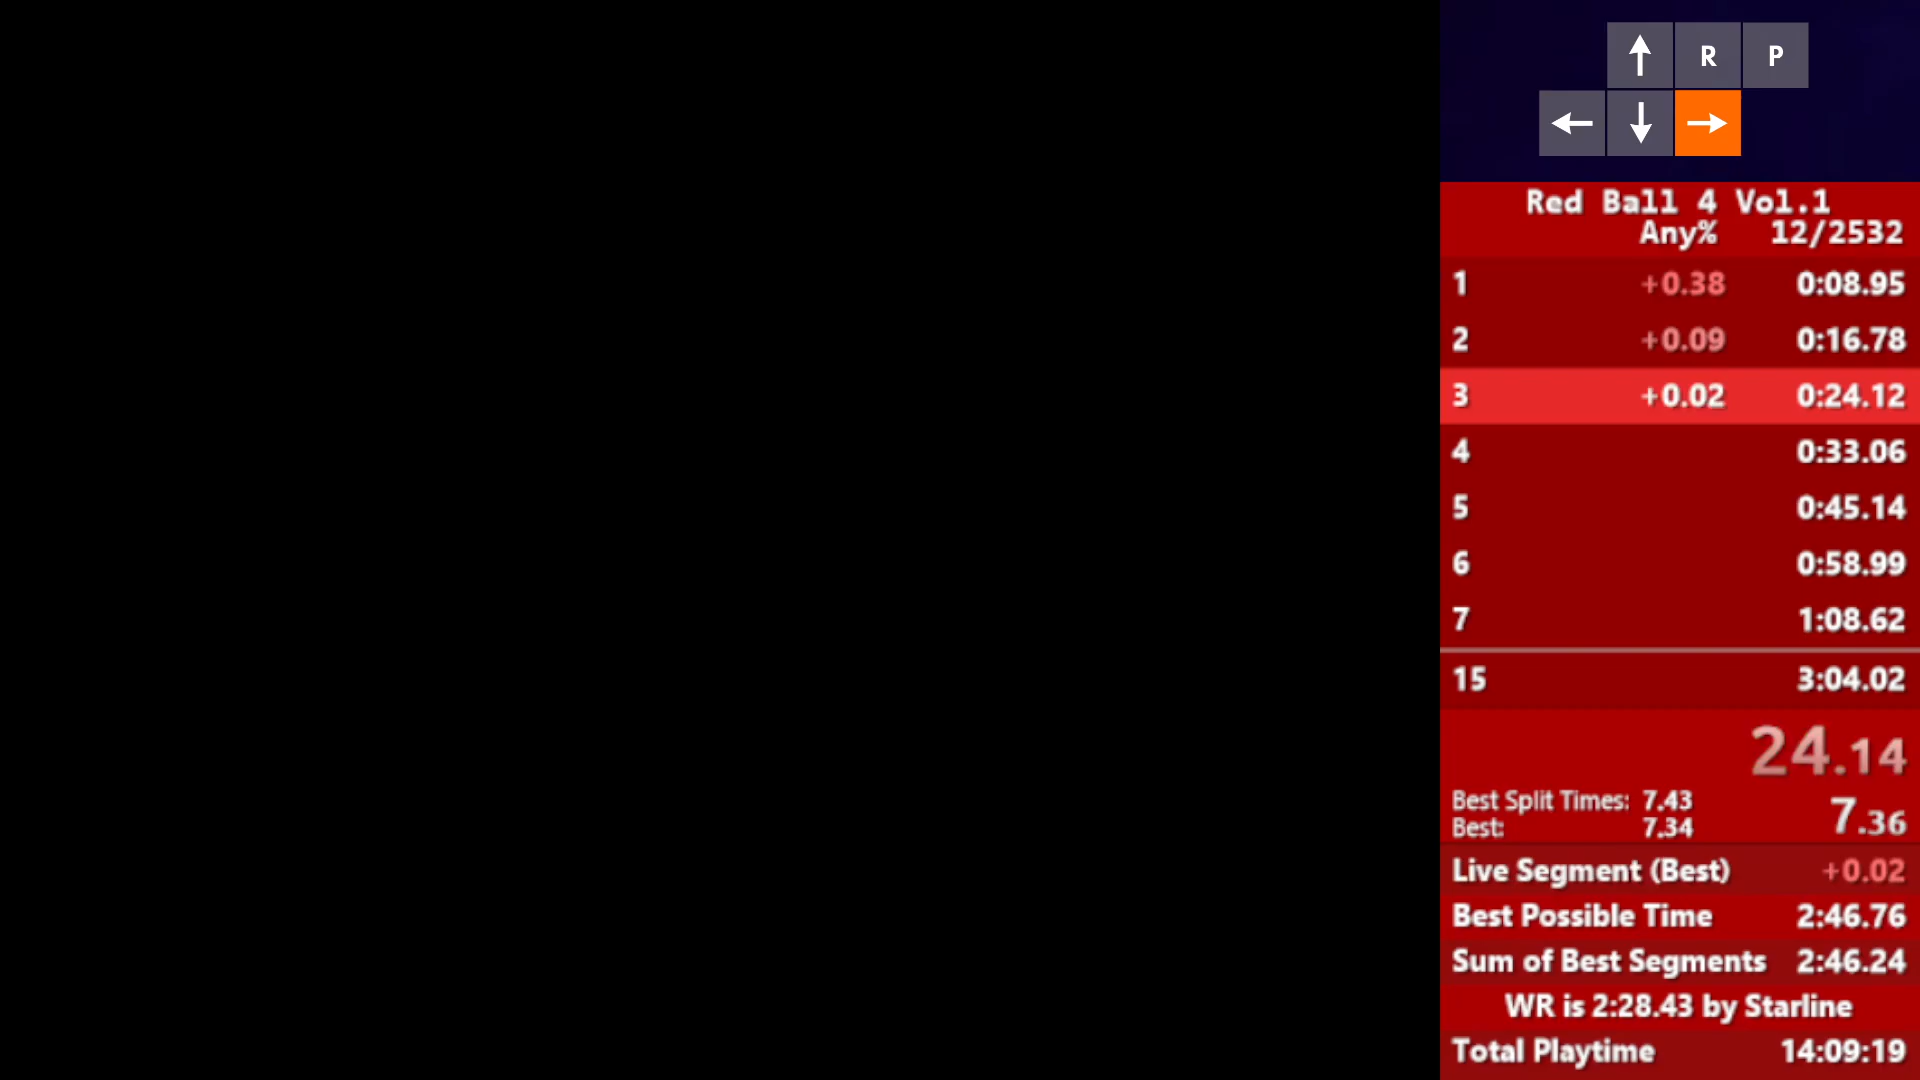 ↑ R P
← ↓ →
Red Ball 4 Vol.1
Any% 12/2532
1 +0.38 0:08.95
2 +0.09 0:16.78
3 +0.02 0:24.12
4 0:33.06
5 0:45.14
6 0:58.99
7 1:08.62
15 3:04.02
24.14
Best Split Times: 7.43
Best: 7.34
7.36
Live Segment (Best) +0.02
Best Possible Time 2:46.76
Sum of Best Segments 2:46.24
WR is 2:28.43 by Starline
Total Playtime 14:09:19